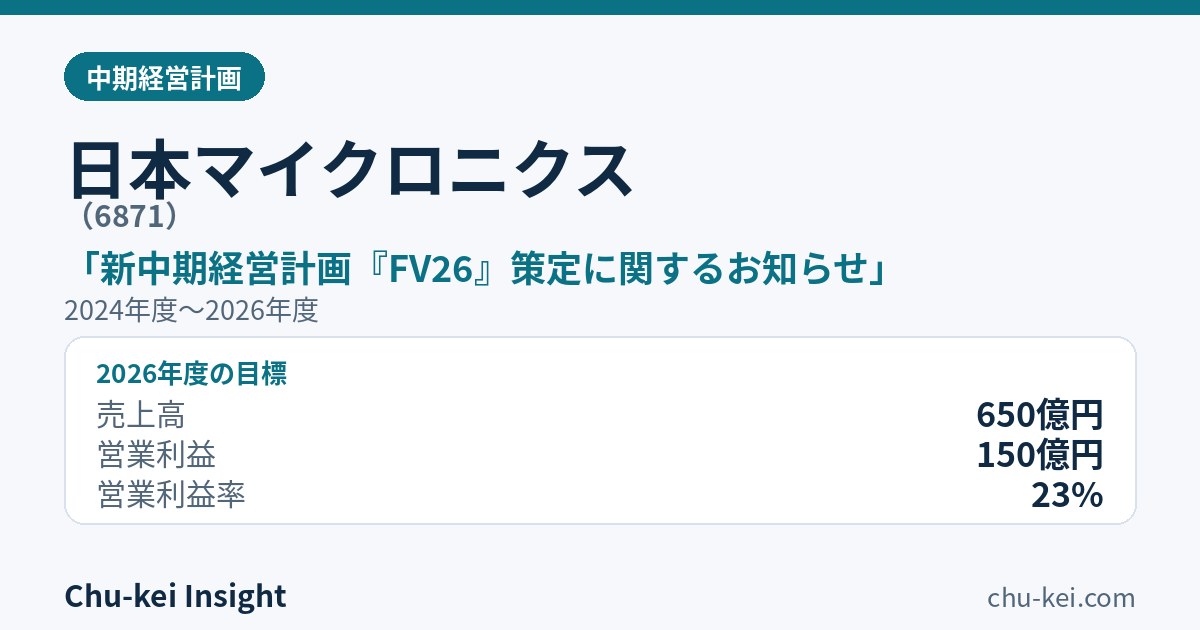 中期経営計画
日本マイクロニクス
（6871）
「新中期経営計画『FV26』策定に関するお知らせ」
2024年度～2026年度
2026年度の目標
売上高 650億円
営業利益 150億円
営業利益率 23%
Chu-kei Insight chu-kei.com